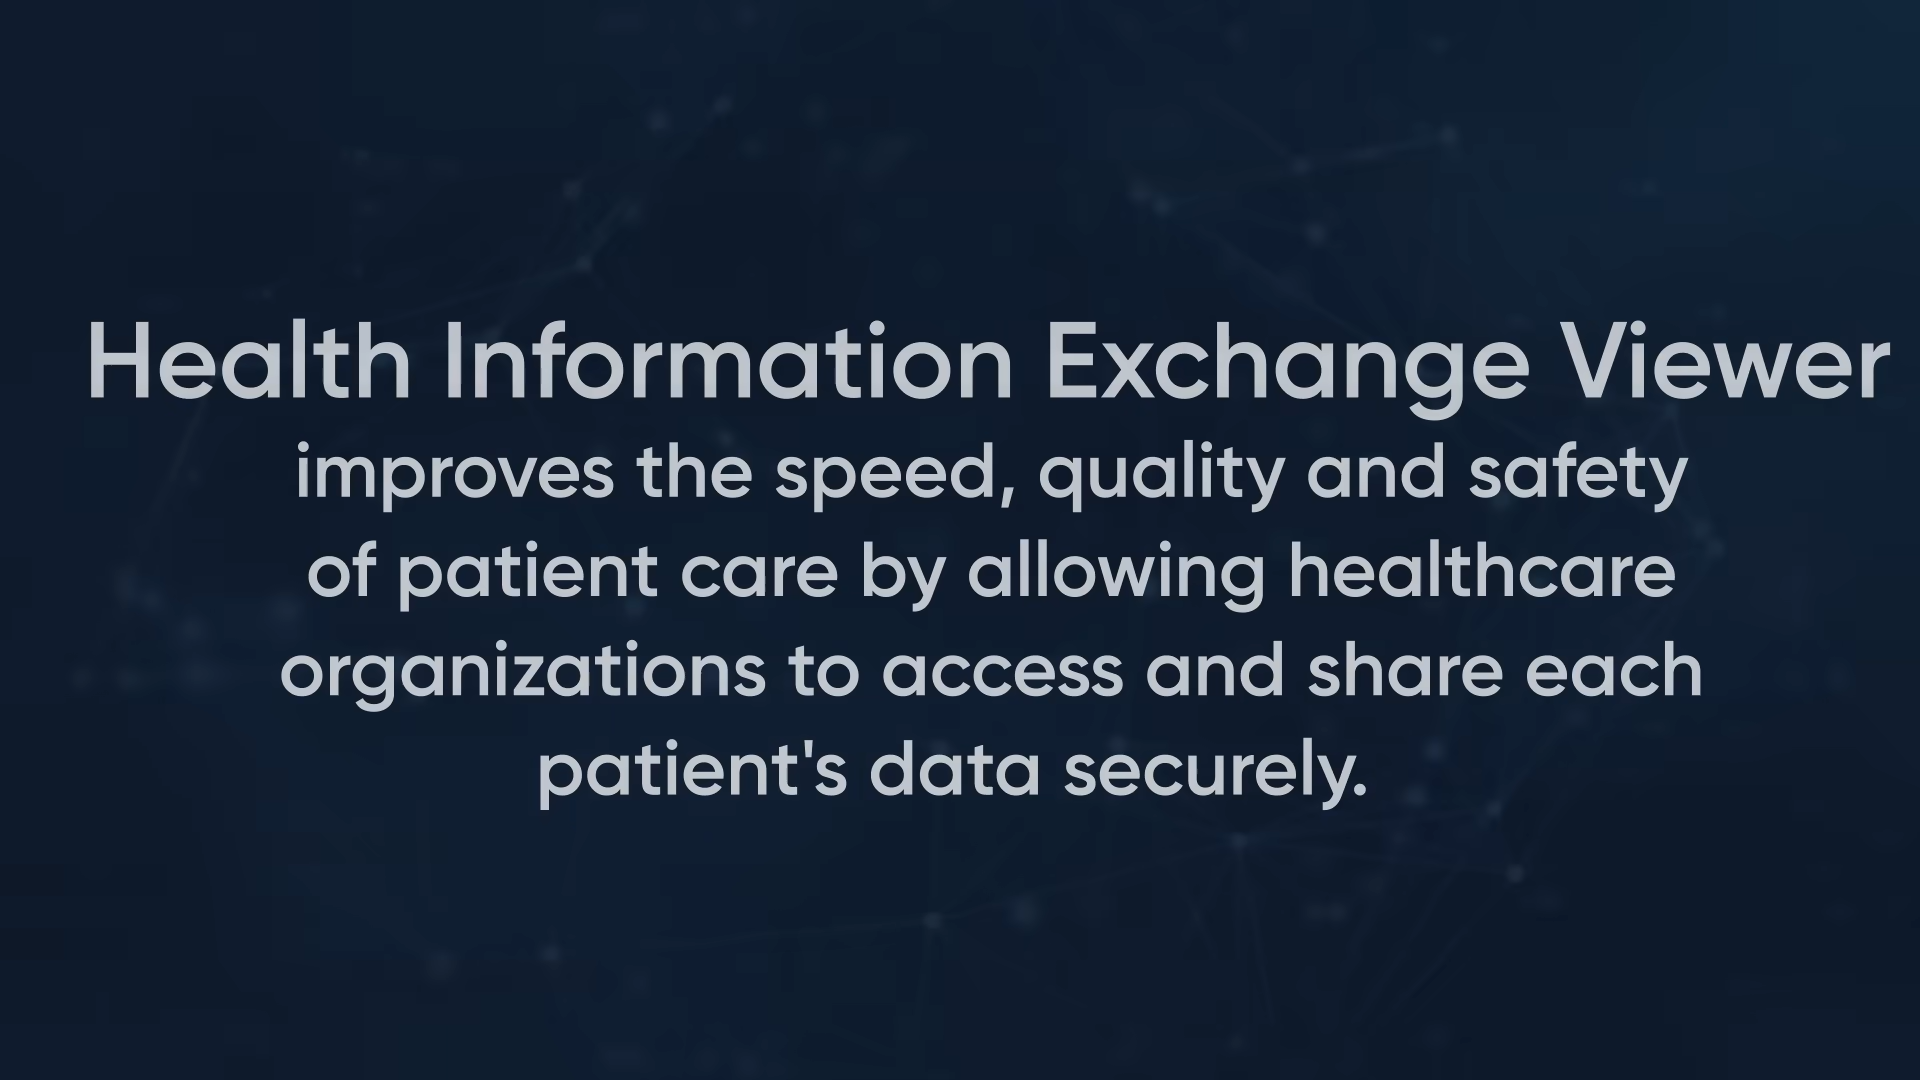 Health Information Exchange Viewer
improves the speed, quality and safety
of patient care by allowing healthcare
organizations to access and share each
patient's data securely.